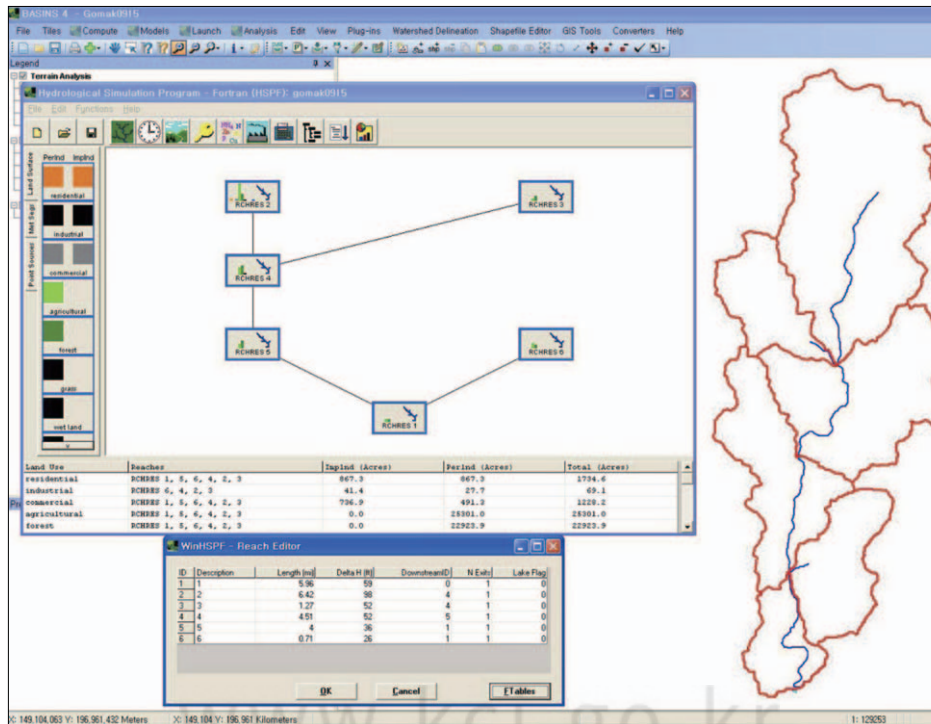 BASINS 4 - Gomak0915
File Tiles Compute Models Launch Analysis Edit View Plug-ins Watershed Delineation Shapefile Editor GIS Tools Converters Help
Legend
Terrain Analysis
Hydrological Simulation Program - Fortran (HSPF): gomak0915
File Edit Functions Help
Land Surface
Met Segs
Point Sources
PerInd ImpInd
residential
industrial
commercial
agricultural
forest
grass
wet land
RCHRES 2
RCHRES 3
RCHRES 4
RCHRES 5
RCHRES 6
RCHRES 1
Land Use Reaches ImpInd (Acres) PerInd (Acres) Total (Acres)
residential RCHRES 1, 5, 6, 4, 2, 3 867.3 867.3 1734.6
industrial RCHRES 6, 4, 2, 3 41.4 27.7 69.1
commercial RCHRES 1, 5, 6, 4, 2, 3 736.9 491.3 1228.2
agricultural RCHRES 1, 5, 6, 4, 2, 3 0.0 25301.0 25301.0
forest RCHRES 1, 5, 6, 4, 2, 3 0.0 22923.9 22923.9
WinHSPF - Reach Editor
ID Description Length (mi) Delta H (ft) DownstreamID N Exits Lake Flag
1 1 5.96 59 0 1 0
2 2 6.42 98 4 1 0
3 3 1.27 52 4 1 0
4 4 4.51 52 5 1 0
5 5 4 36 1 1 0
6 6 0.71 26 1 1 0
OK Cancel FTables
www.kci.go.kr
X: 149,104.063 Y: 196,961.432 Meters X: 149.104 Y: 196.961 Kilometers 1: 129253